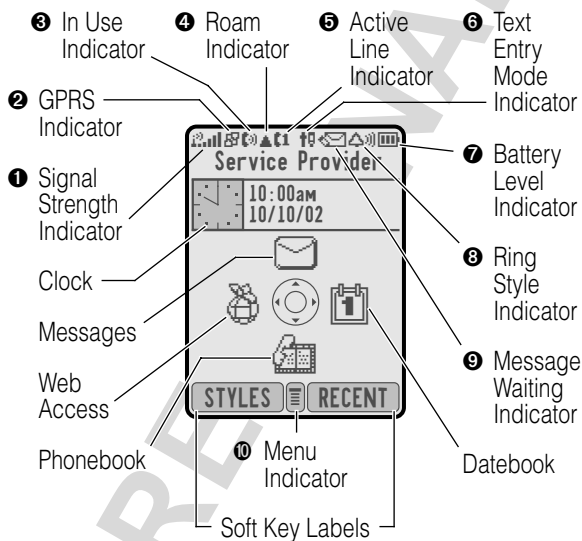 ❸ In Use
Indicator
❹ Roam
Indicator
❺ Active
Line
Indicator
❻ Text
Entry
Mode
Indicator
❷ GPRS
Indicator
❶ Signal
Strength
Indicator
Clock
Messages
Web
Access
Phonebook
1
Service Provider
10:00AM
10/10/02
1
STYLES
RECENT
❼ Battery
Level
Indicator
❽ Ring
Style
Indicator
❾ Message
Waiting
Indicator
Datebook
❿ Menu
Indicator
Soft Key Labels